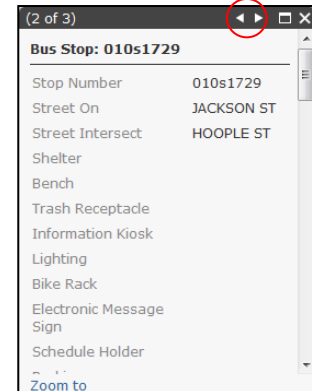 (2 of 3)
Bus Stop: 010s1729
Stop Number 010s1729
Street On JACKSON ST
Street Intersect HOOPLE ST
Shelter
Bench
Trash Receptacle
Information Kiosk
Lighting
Bike Rack
Electronic Message
Sign
Schedule Holder
Zoom to